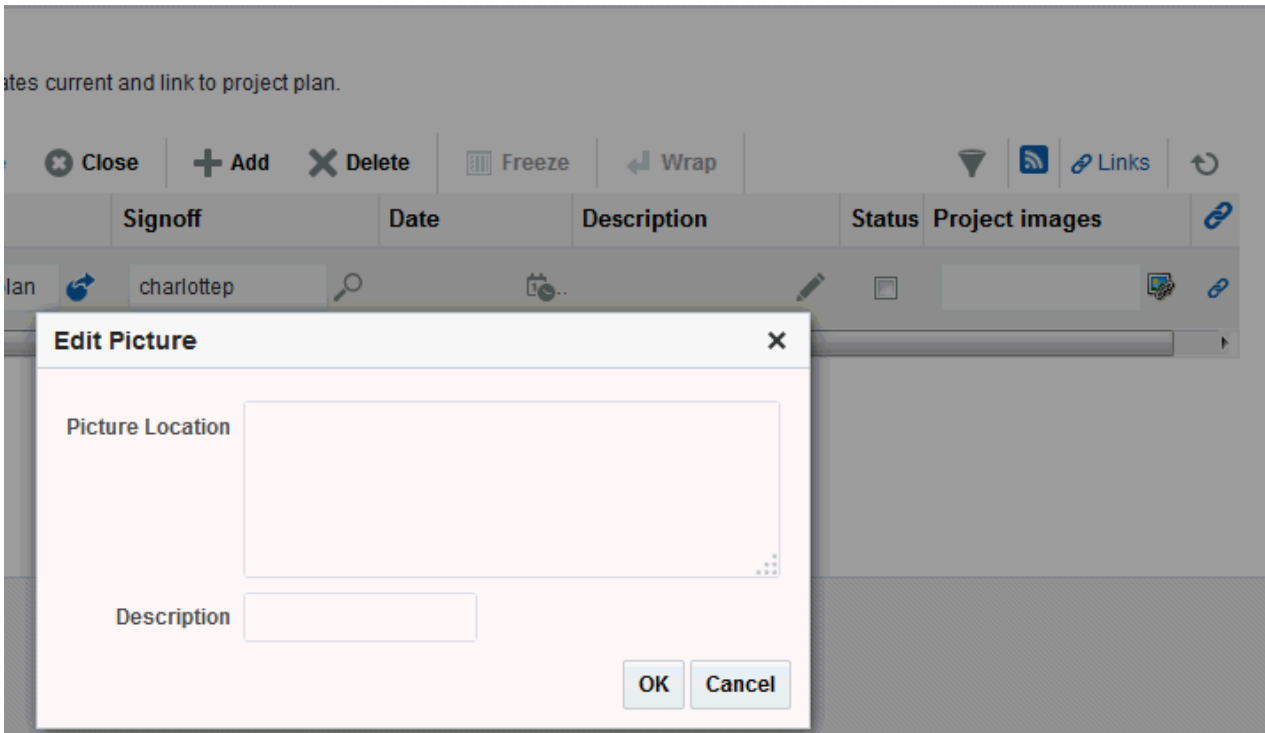 ates current and link to project plan.
Close Add Delete Freeze Wrap Links
Signoff Date Description Status Project images
lan charlottep ..
Edit Picture
Picture Location
Description
OK Cancel